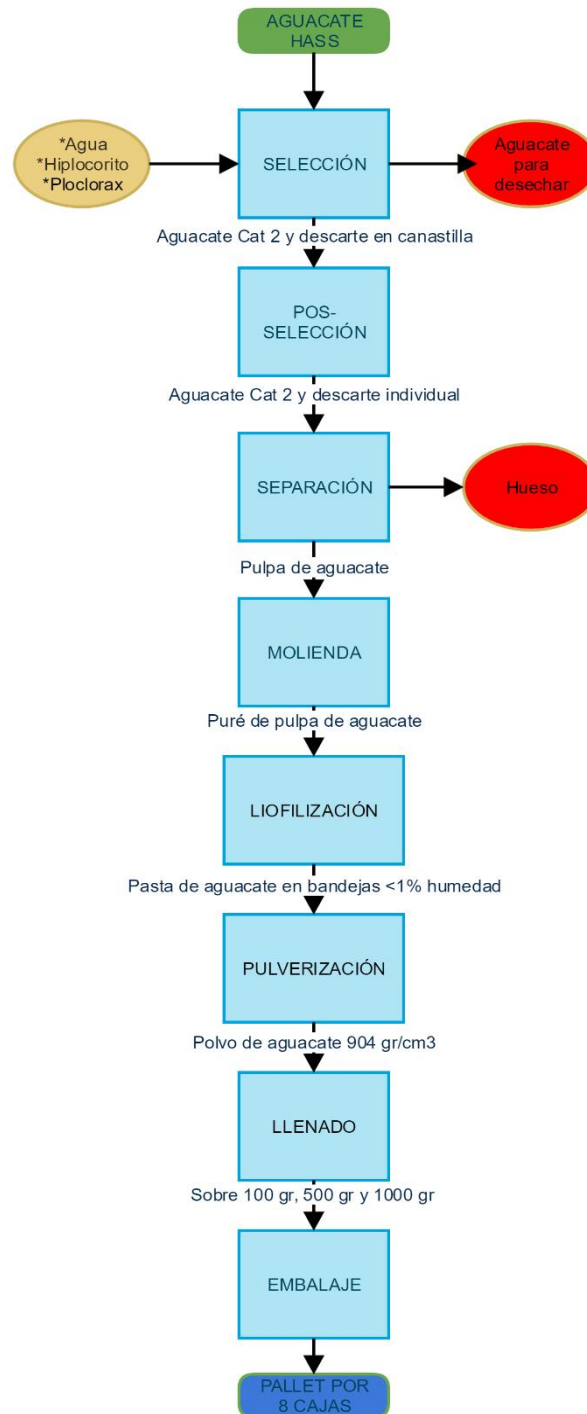 AGUACATE
HASS
*Agua
*Hiplocorito
*Ploclorax
SELECCIÓN
Aguacate
para
desechar
Aguacate Cat 2 y descarte en canastilla
POS-
SELECCIÓN
Aguacate Cat 2 y descarte individual
SEPARACIÓN
Hueso
Pulpa de aguacate
MOLIENDA
Puré de pulpa de aguacate
LIOFILIZACIÓN
Pasta de aguacate en bandejas <1% humedad
PULVERIZACIÓN
Polvo de aguacate 904 gr/cm3
LLENADO
Sobre 100 gr, 500 gr y 1000 gr
EMBALAJE
PALLET POR
8 CAJAS